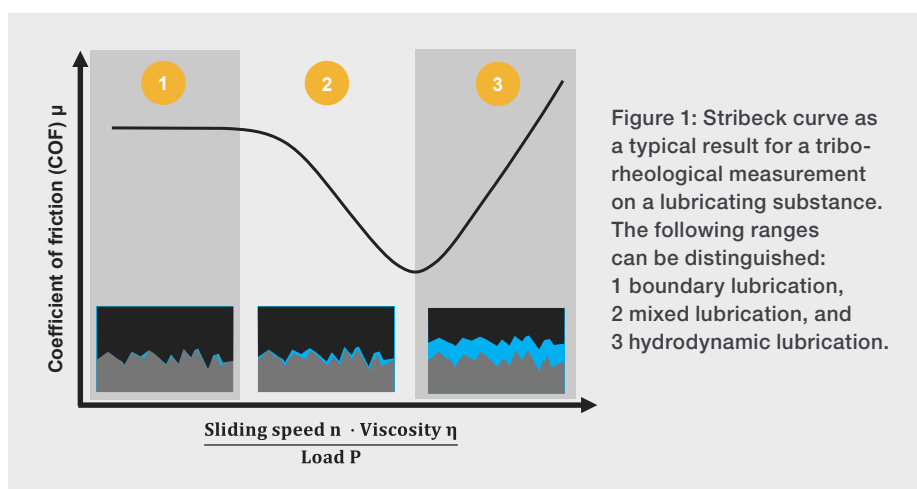 1
2
3
Coefficient of friction (COF) μ
Sliding speed n · Viscosity η
Load P
Figure 1: Stribeck curve as
a typical result for a tribo-
rheological measurement
on a lubricating substance.
The following ranges
can be distinguished:
1 boundary lubrication,
2 mixed lubrication, and
3 hydrodynamic lubrication.